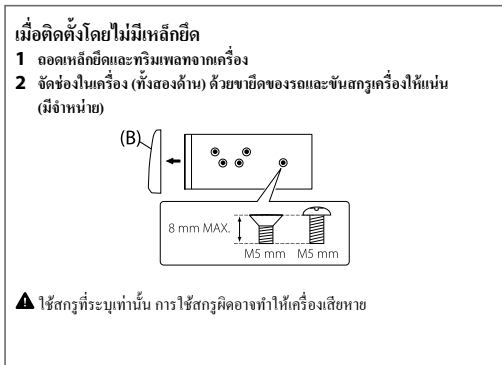 เมื่อติดตั้งโดยไม่มีเหล็กยึด
1 ถอดเหล็กยึดและทริมเพลทจากเครื่อง
2 จัดช่องในเครื่อง (ทั้งสองด้าน) ด้วยขายึดของรถและขันสกรูเครื่องให้แน่น
(มีจำหน่าย)
(B)
8 mm MAX.
M5 mm M5 mm
ใช้สกรูที่ระบุเท่านั้น การใช้สกรูผิดอาจทำให้เครื่องเสียหาย